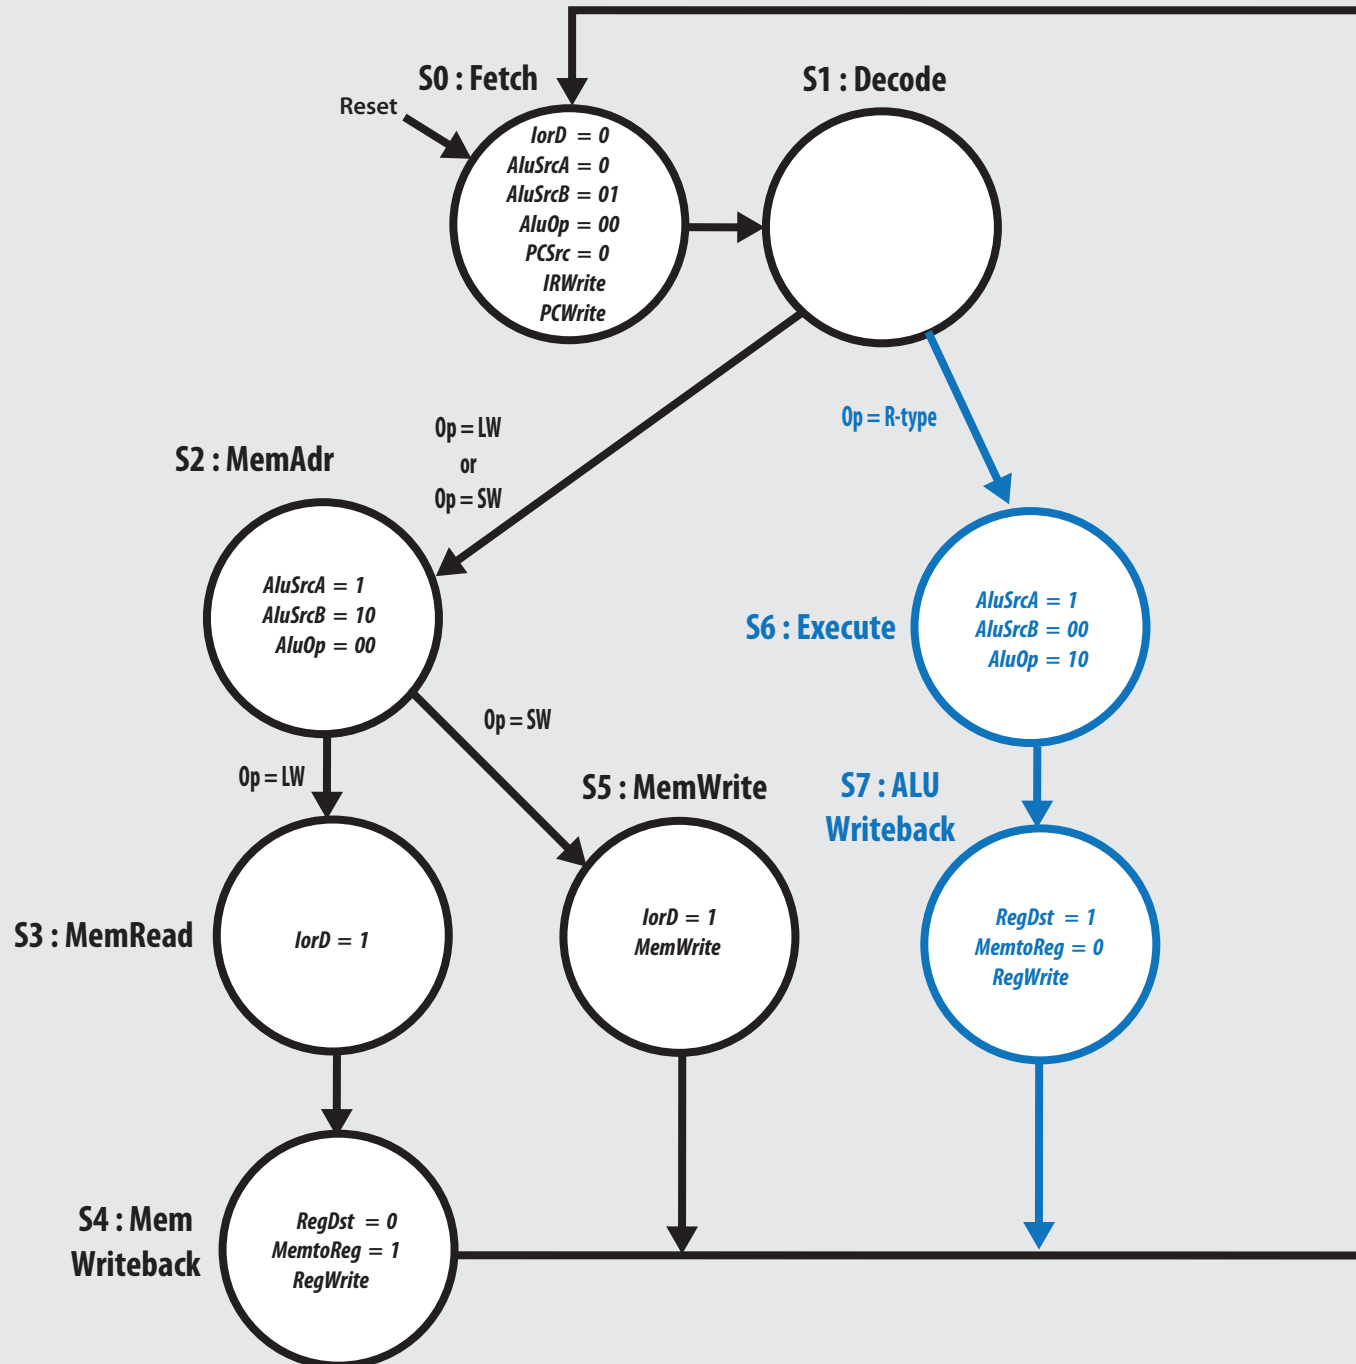 S0 : Fetch
S1 : Decode
Reset
IorD = 0
AluSrcA = 0
AluSrcB = 01
AluOp = 00
PCSrc = 0
IRWrite
PCWrite
Op = LW
or
Op = SW
Op = R-type
S2 : MemAdr
AluSrcA = 1
AluSrcB = 10
AluOp = 00
S6 : Execute
AluSrcA = 1
AluSrcB = 00
AluOp = 10
Op = SW
Op = LW
S5 : MemWrite
S7 : ALU
Writeback
S3 : MemRead
IorD = 1
IorD = 1
MemWrite
RegDst = 1
MemtoReg = 0
RegWrite
S4 : Mem
Writeback
RegDst = 0
MemtoReg = 1
RegWrite